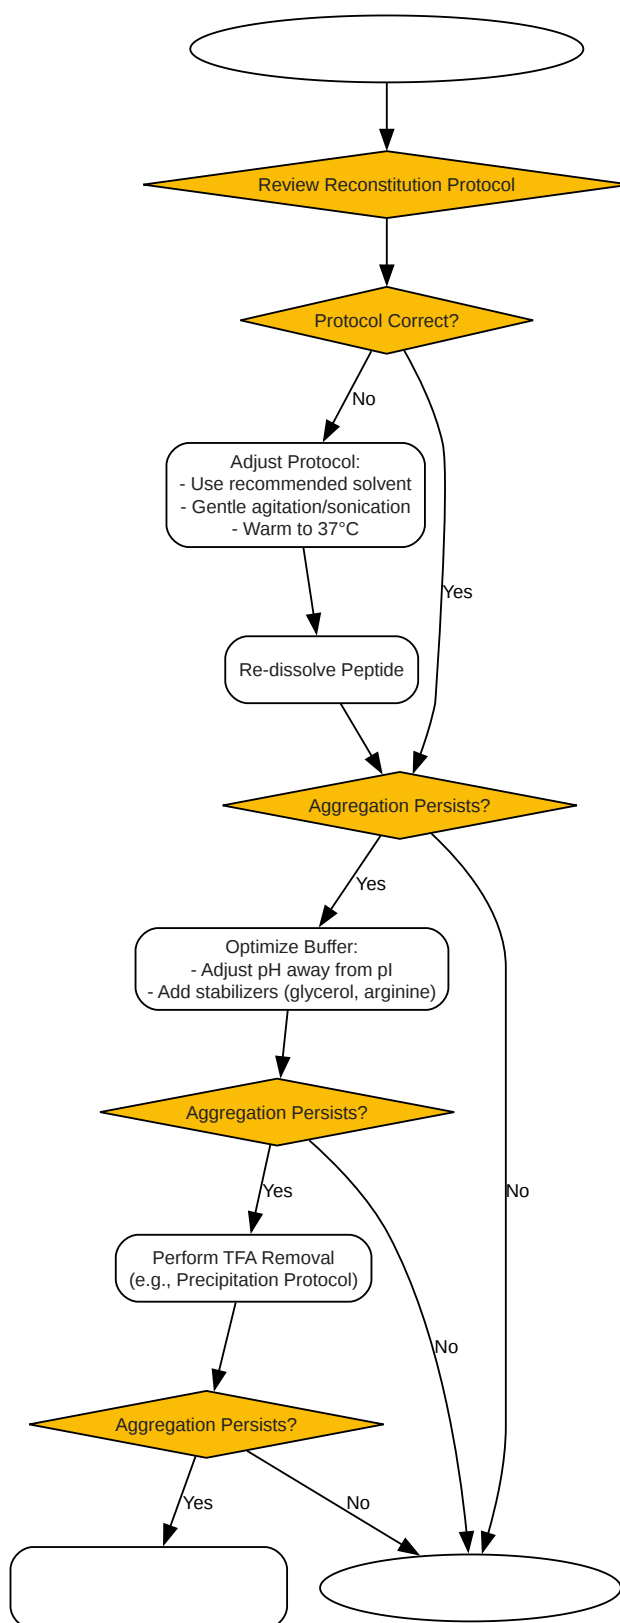 Review Reconstitution Protocol
Protocol Correct?
No
Adjust Protocol:
- Use recommended solvent
- Gentle agitation/sonication
- Warm to 37°C
Yes
Re-dissolve Peptide
Aggregation Persists?
Yes
Optimize Buffer:
- Adjust pH away from pI
- Add stabilizers (glycerol, arginine)
Aggregation Persists?
Yes
No
Perform TFA Removal
(e.g., Precipitation Protocol)
No
Aggregation Persists?
Yes
No